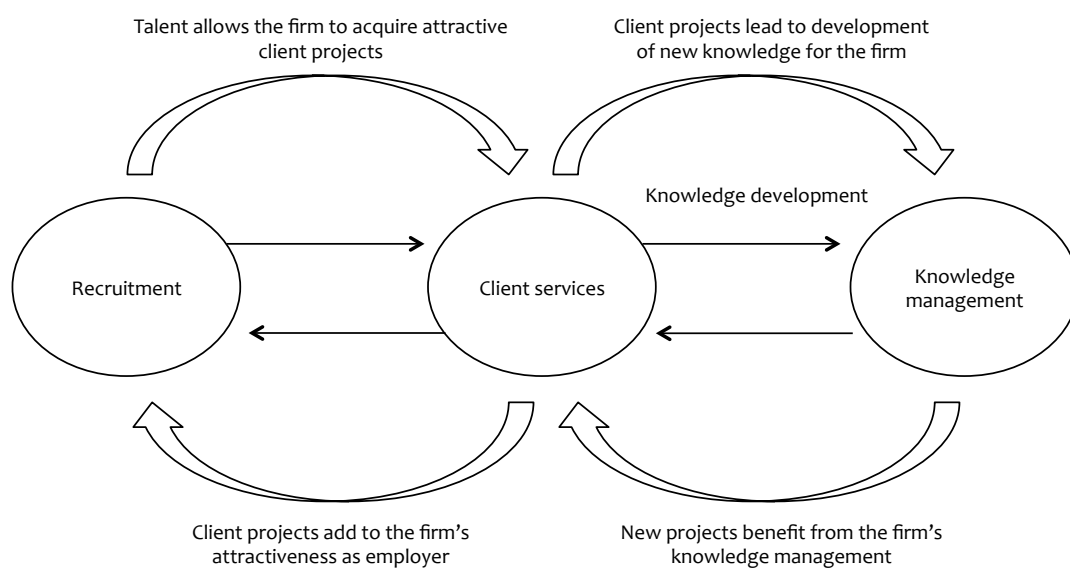 Talent allows the firm to acquire attractive
client projects
Client projects lead to development
of new knowledge for the firm
Knowledge development
Recruitment
Client services
Knowledge
management
Client projects add to the firm’s
attractiveness as employer
New projects benefit from the firm’s
knowledge management